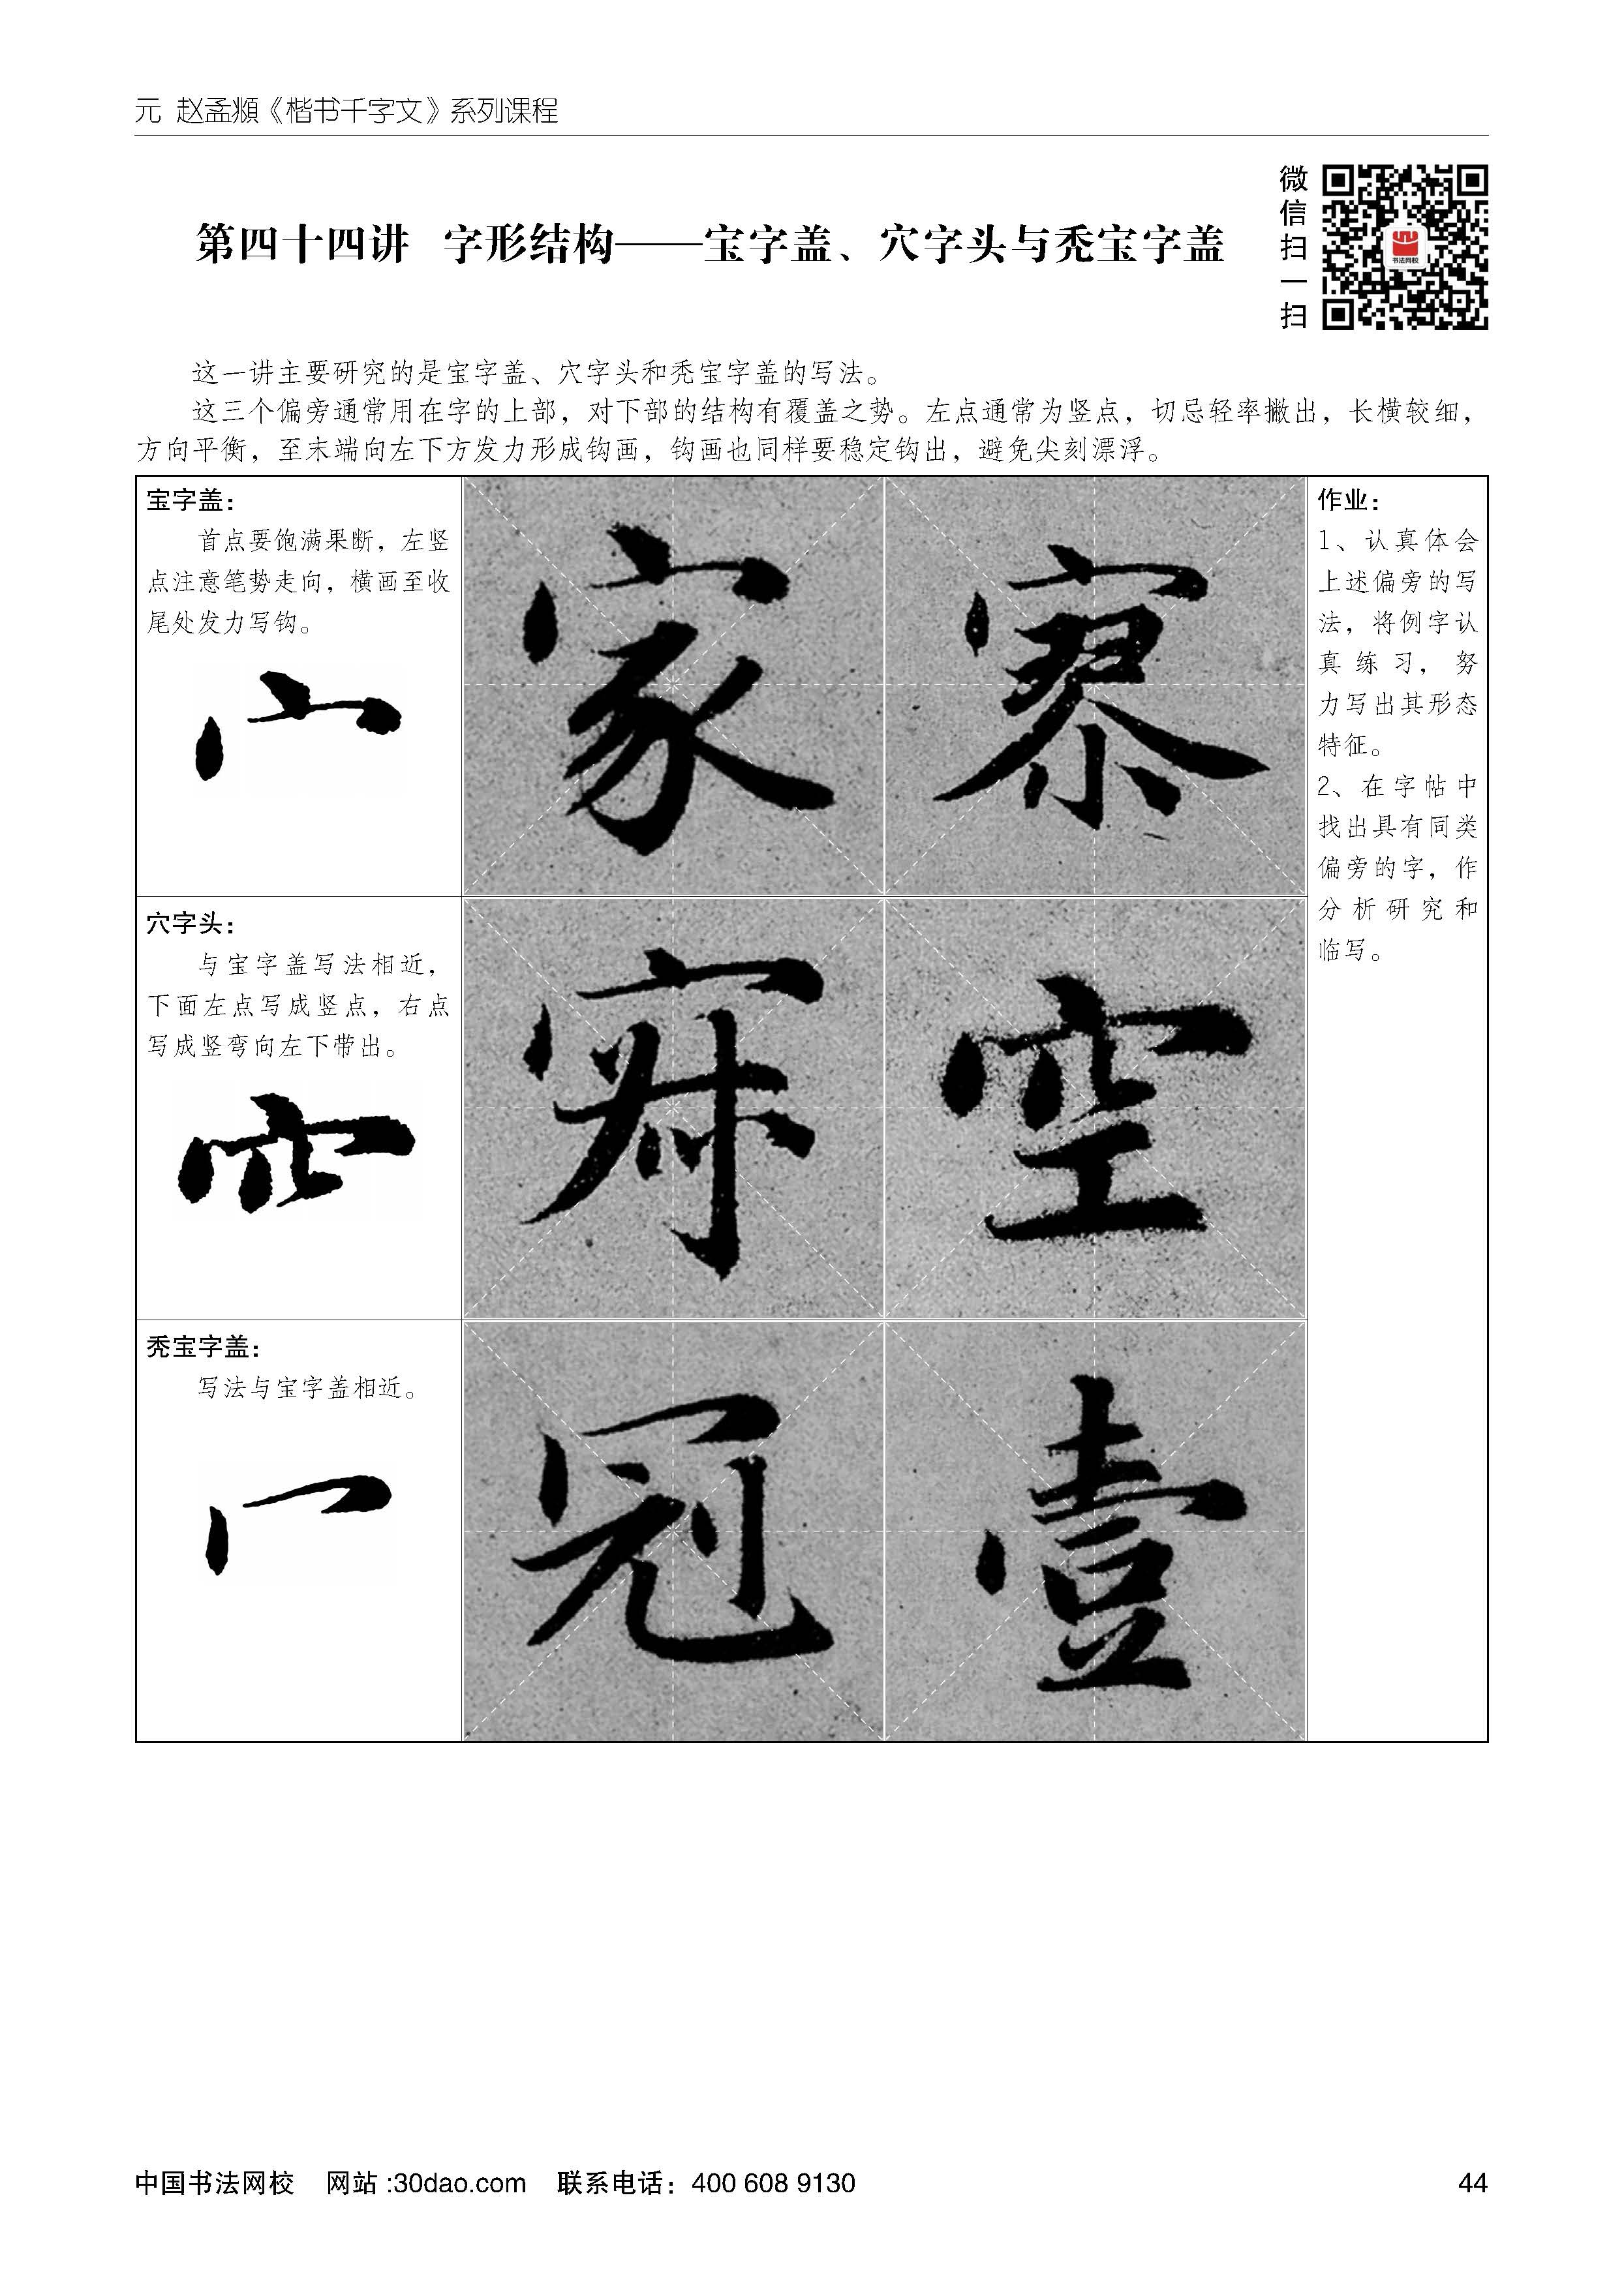 元 赵孟頫《楷书千字文》系列课程
微信扫一扫
书法网校
第四十四讲 字形结构——宝字盖、穴字头与秃宝字盖
这一讲主要研究的是宝字盖、穴字头和秃宝字盖的写法。
这三个偏旁通常用在字的上部，对下部的结构有覆盖之势。左点通常为竖点，切忌轻率撇出，长横较细，
方向平衡，至末端向左下方发力形成钩画，钩画也同样要稳定钩出，避免尖刻漂浮。
宝字盖：
首点要饱满果断，左竖
点注意笔势走向，横画至收
尾处发力写钩。
宀
家 寥
穴字头：
与宝字盖写法相近，
下面左点写成竖点，右点
写成竖弯向左下带出。
空
秃宝字盖：
写法与宝字盖相近。
冖
冠 壹
作业：
1、认真体会
上述偏旁的写
法，将例字认
真练习，努
力写出其形态
特征。
2、在字帖中
找出具有同类
偏旁的字，作
分析研究和
临写。
中国书法网校 网站 :30dao.com 联系电话：400 608 9130
44